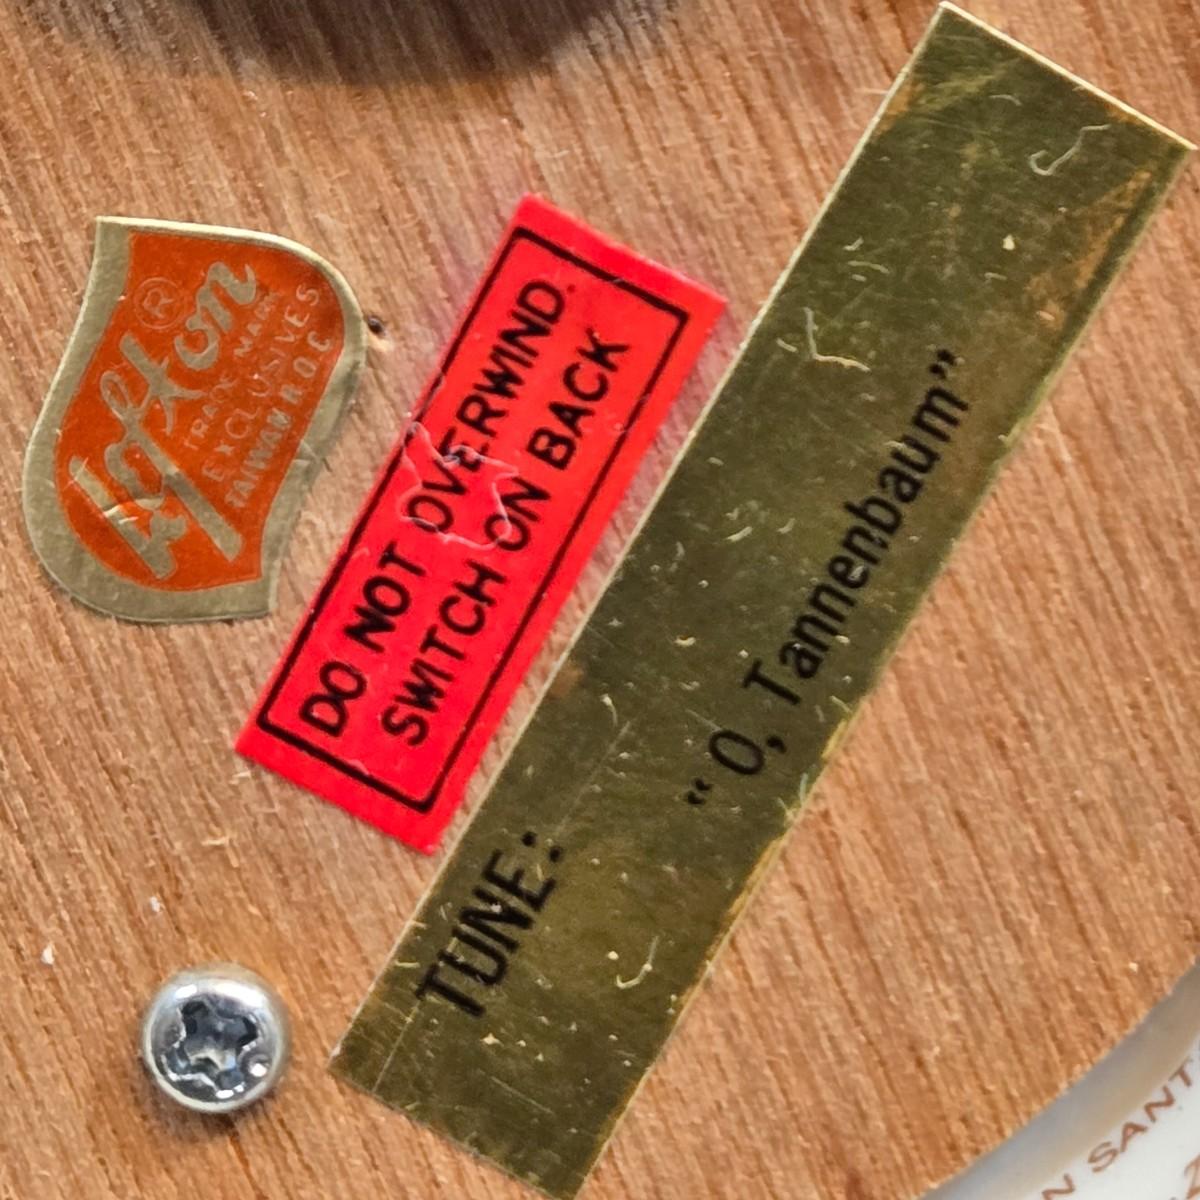 Lefton
®
TRADE MARK
EXCLUSIVES
TAIWAN R.O.C
DO NOT OVERWIND.
SWITCH ON BACK
TUNE: “O, Tannenbaum”